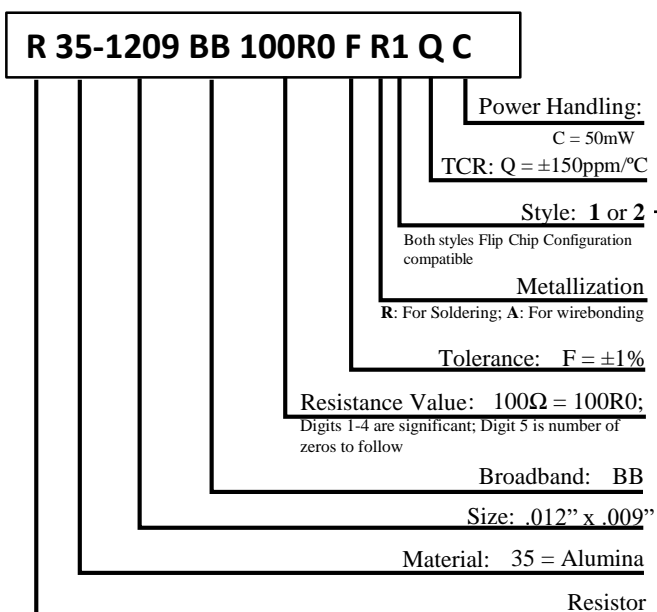 R 35-1209 BB 100R0 F R1 Q C
Power Handling:
C = 50mW
TCR: Q = ±150ppm/ºC
Style: 1 or 2
Both styles Flip Chip Configuration
compatible
Metallization
R: For Soldering; A: For wirebonding
Tolerance: F = ±1%
Resistance Value: 100Ω = 100R0;
Digits 1-4 are significant; Digit 5 is number of
zeros to follow
Broadband: BB
Size: .012” x .009”
Material: 35 = Alumina
Resistor